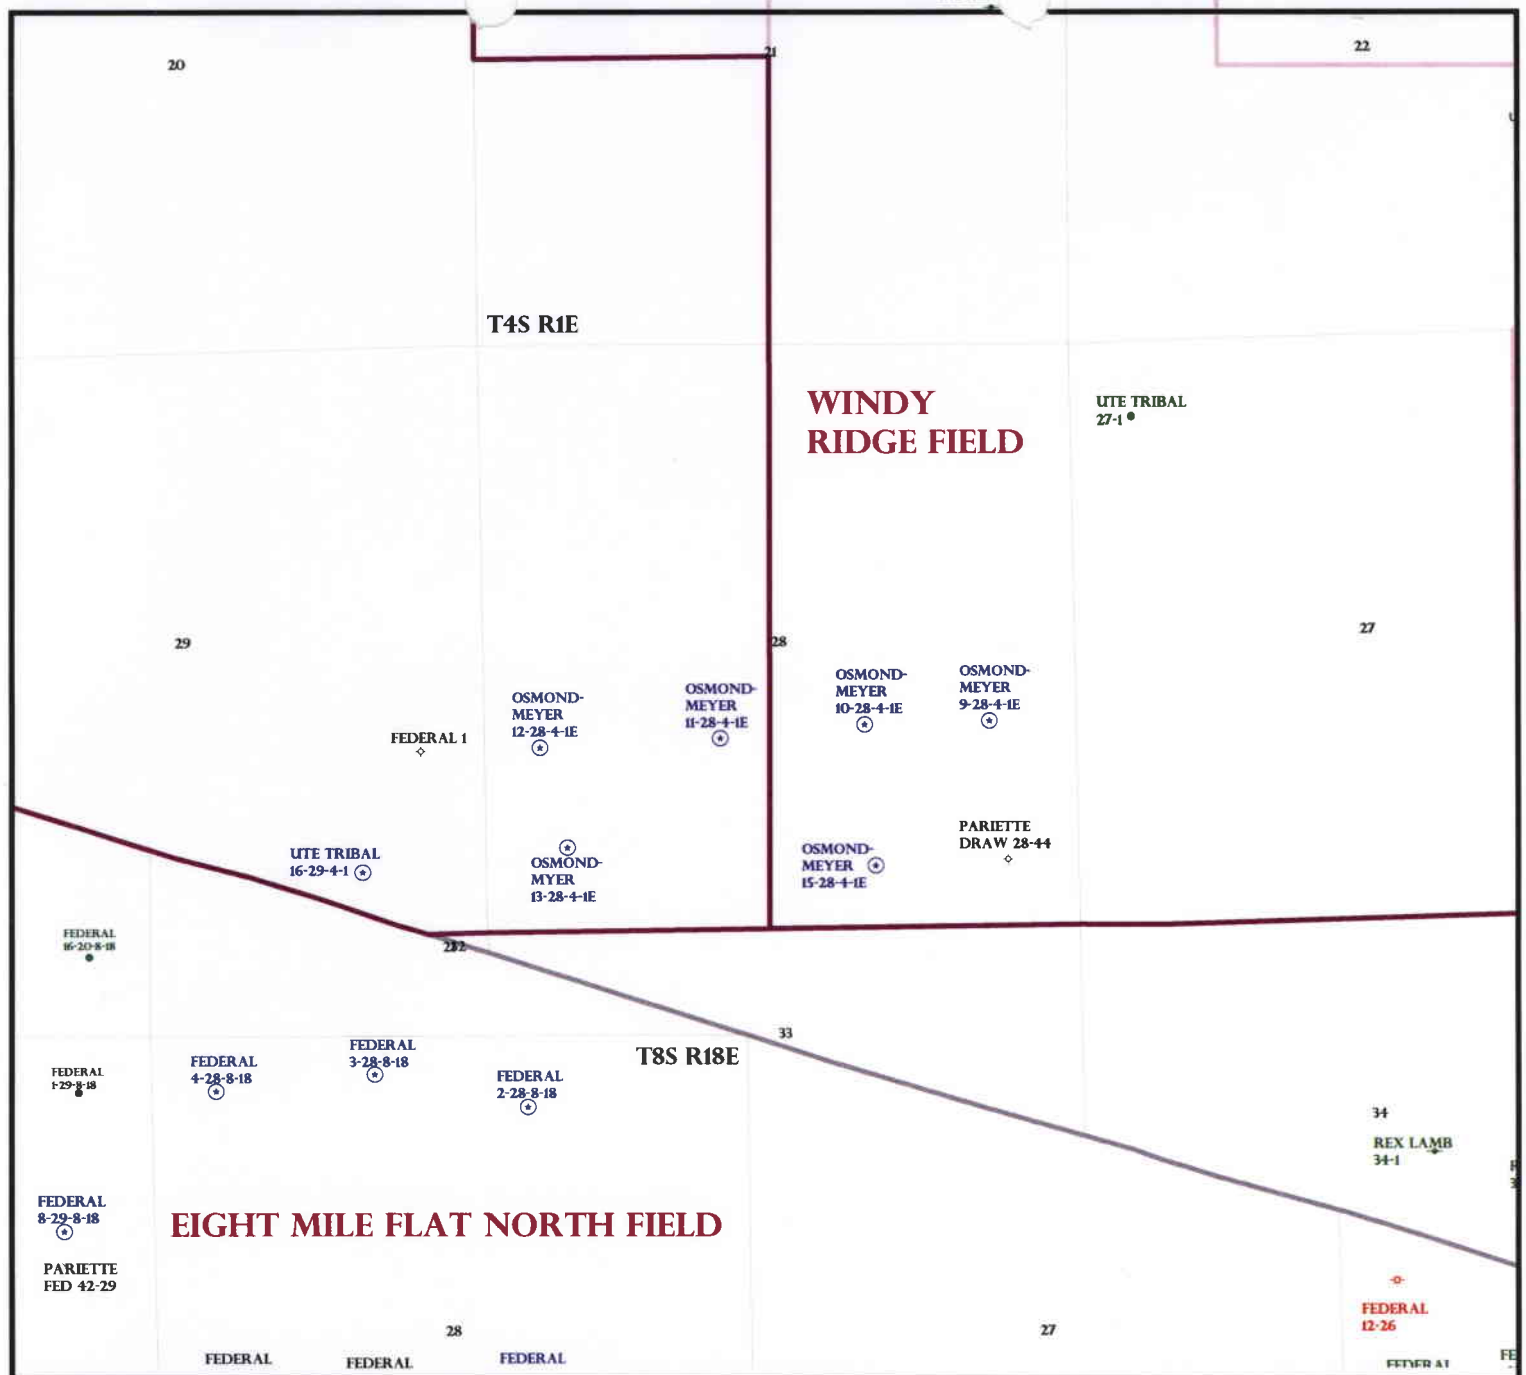 20
21
22
T4S R1E
WINDY
RIDGE FIELD
UTE TRIBAL
27-1
29
28
27
OSMOND-
MEYER
12-28-4-1E
OSMOND-
MEYER
11-28-4-1E
OSMOND-
MEYER
10-28-4-1E
OSMOND-
MEYER
9-28-4-1E
FEDERAL 1
PARIETTE
DRAW 28-44
UTE TRIBAL
16-29-4-1
OSMOND-
MYER
13-28-4-1E
OSMOND-
MEYER
15-28-4-1E
FEDERAL
16-20-8-18
33
T8S R18E
FEDERAL
1-29-8-18
FEDERAL
4-28-8-18
FEDERAL
3-28-8-18
FEDERAL
2-28-8-18
34
REX LAMB
34-1
FEDERAL
8-29-8-18
EIGHT MILE FLAT NORTH FIELD
PARIETTE
FED 42-29
FEDERAL
12-26
28
27
FEDERAL
FEDERAL
FEDERAL
FEDERAL
FE